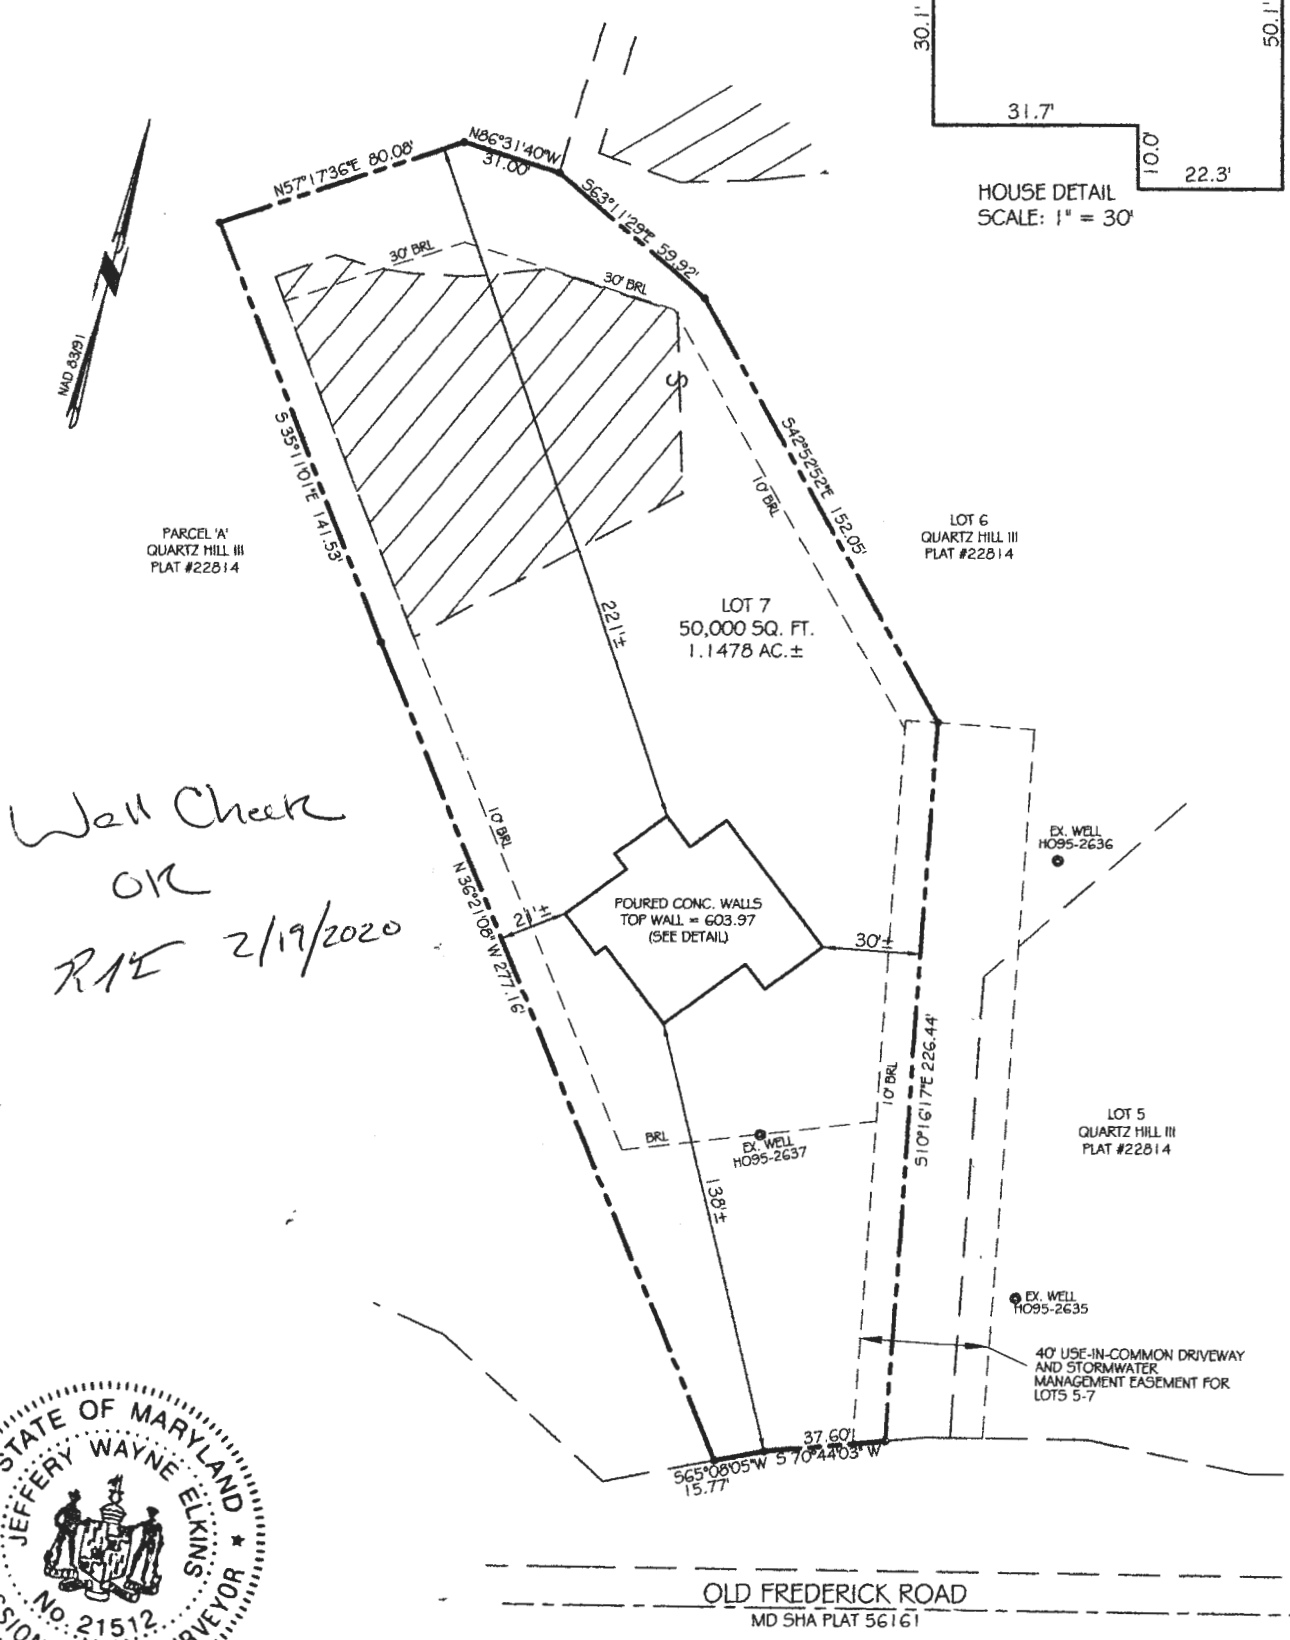 30.1'
50.1'
31.7'
10.0'
22.3'
HOUSE DETAIL
SCALE: 1" = 30'
N57°17'36"E 80.08'
N86°31'40"W
31.00'
S63°11'29"E 59.92'
30' BRL
30' BRL
NAD 83/91
S
S 35°11'01"E 141.53'
S42°52'52"E 152.05'
10' BRL
PARCEL 'A'
QUARTZ HILL III
PLAT #22814
LOT 6
QUARTZ HILL III
PLAT #22814
LOT 7
50,000 SQ. FT.
1.1478 AC.±
221'±
Wall Check
OK
2/19/2020
10' BRL
N 36°21'08" W 277.16'
21'±
POURED CONC. WALLS
TOP WALL = 603.97
(SEE DETAIL)
30'±
EX. WELL
HO95-2636
10' BRL
S10°16'17"E 226.44'
BRL
EX. WELL
HO95-2637
138'±
LOT 5
QUARTZ HILL III
PLAT #22814
EX. WELL
HO95-2635
40' USE-IN-COMMON DRIVEWAY
AND STORMWATER
MANAGEMENT EASEMENT FOR
LOTS 5-7
37.60'
S 70°44'03" W
S65°08'05"W
15.77'
STATE OF MARYLAND
JEFFERY WAYNE ELKINS
No. 21512
OLD FREDERICK ROAD
MD SHA PLAT 56161